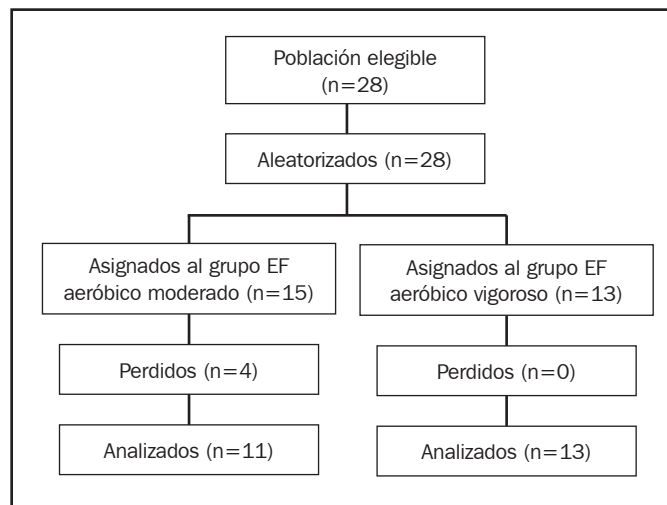 Población elegible
(n=28)
Aleatorizados (n=28)
Asignados al grupo EF
aeróbico moderado (n=15)
Asignados al grupo EF
aeróbico vigoroso (n=13)
Perdidos (n=4)
Perdidos (n=0)
Analizados (n=11)
Analizados (n=13)